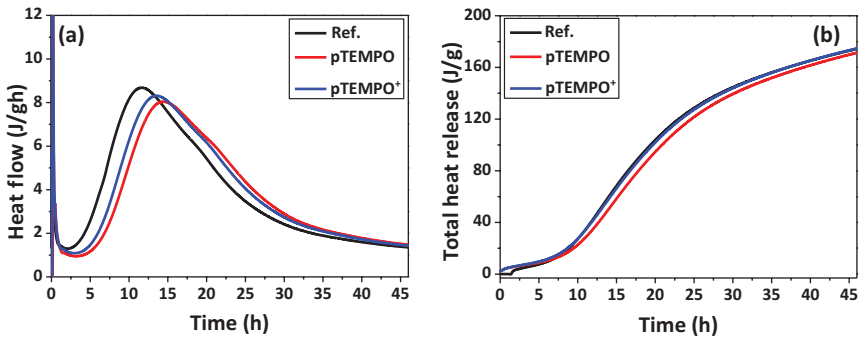 (a)
Ref.
pTEMPO
pTEMPO⁺
Heat flow (J/gh)
12
10
8
6
4
2
0
0 5 10 15 20 25 30 35 40 45
Time (h)
(b)
Ref.
pTEMPO
pTEMPO⁺
Total heat release (J/g)
200
160
120
80
40
0
0 5 10 15 20 25 30 35 40 45
Time (h)